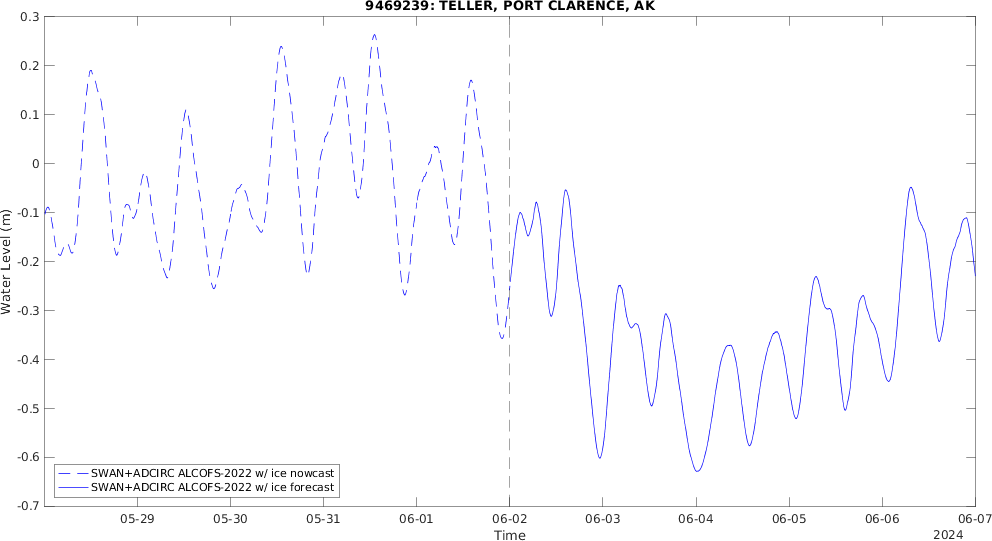 9469239: TELLER, PORT CLARENCE, AK
0.3
0.2
0.1
0
-0.1
-0.2
-0.3
-0.4
-0.5
-0.6
-0.7
Water Level (m)
SWAN+ADCIRC ALCOFS-2022 w/ ice nowcast
SWAN+ADCIRC ALCOFS-2022 w/ ice forecast
05-29 05-30 05-31 06-01 06-02 06-03 06-04 06-05 06-06 06-07
Time
2024